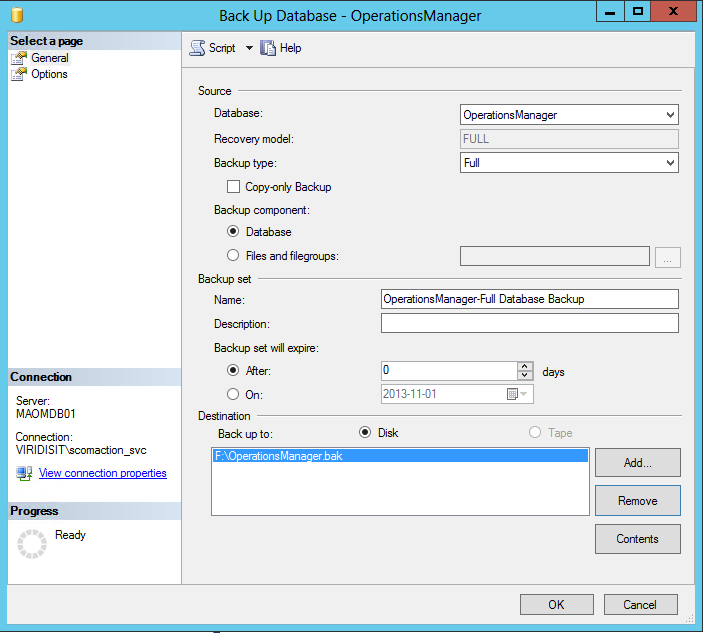 Back Up Database - OperationsManager
Select a page
General
Options
Script
Help
Source
Database:
OperationsManager
Recovery model:
FULL
Backup type:
Full
Copy-only Backup
Backup component:
Database
Files and filegroups:
...
Backup set
Name:
OperationsManager-Full Database Backup
Description:
Backup set will expire:
After:
0
days
On:
2013-11-01
Destination
Back up to:
Disk
Tape
F:\OperationsManager.bak
Add...
Remove
Contents
Connection
Server:
MAOMDB01
Connection:
VIRIDISIT\scomaction_svc
View connection properties
Progress
Ready
OK
Cancel